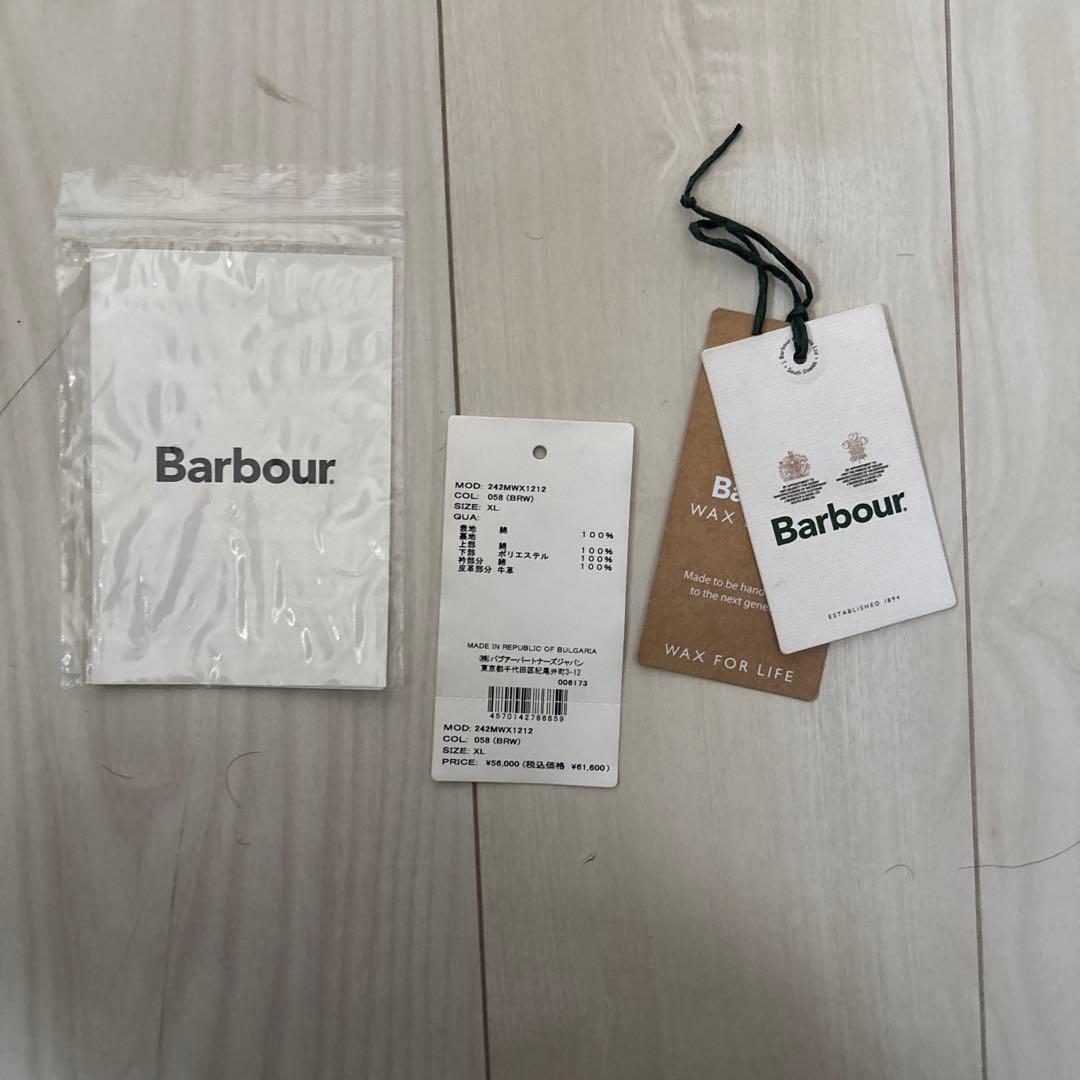 Barbour.
MOD: 242MWX1212
COL: 058 (BRW)
SIZE: XL
QUA:
表地 綿 100%
裏地
上部 綿 100%
下部 ポリエステル 100%
衿部分 綿 100%
皮革部分 牛革
MADE IN REPUBLIC OF BULGARIA
(株)バブアーパートナーズジャパン
東京都千代田区紀尾井町3-12
006173
4570142786859
MOD: 242MWX1212
COL: 058 (BRW)
SIZE: XL
PRICE: ¥56,000 (税込価格 ¥61,600)
Ba
WAX
Made to be hand
to the next gene
WAX FOR LIFE
South Shields
Barbour.
ESTABLISHED 1894